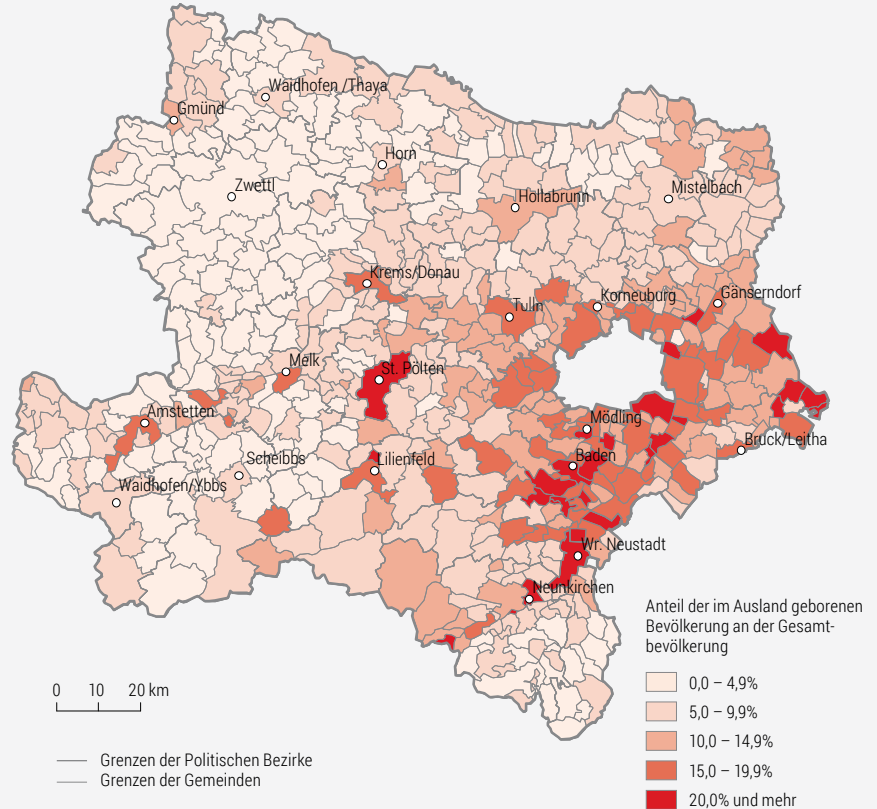 Waidhofen /Thaya
Gmünd
Horn
Zwettl
Mistelbach
Hollabrunn
Krems/Donau
Gänserndorf
Korneuburg
Tulln
Melk
St. Pölten
Amstetten
Mödling
Bruck/Leitha
Baden
Scheibbs
Lilienfeld
Waidhofen/Ybbs
Wr. Neustadt
Neunkirchen
Anteil der im Ausland geborenen
Bevölkerung an der Gesamt-
bevölkerung
0,0 – 4,9%
5,0 – 9,9%
10,0 – 14,9%
15,0 – 19,9%
20,0% und mehr
0 10 20 km
Grenzen der Politischen Bezirke
Grenzen der Gemeinden